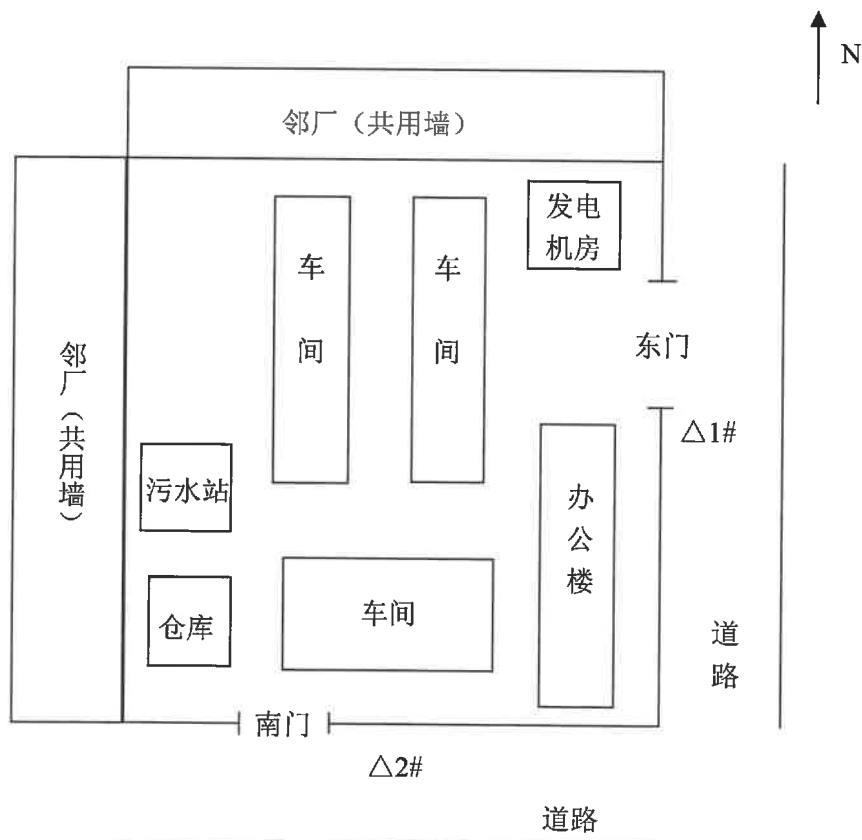 N
邻厂（共用墙）
发电
机房
车间
车间
东门
邻厂（共用墙）
△1#
污水站
办公楼
仓库
车间
道路
南门
△2#
道路